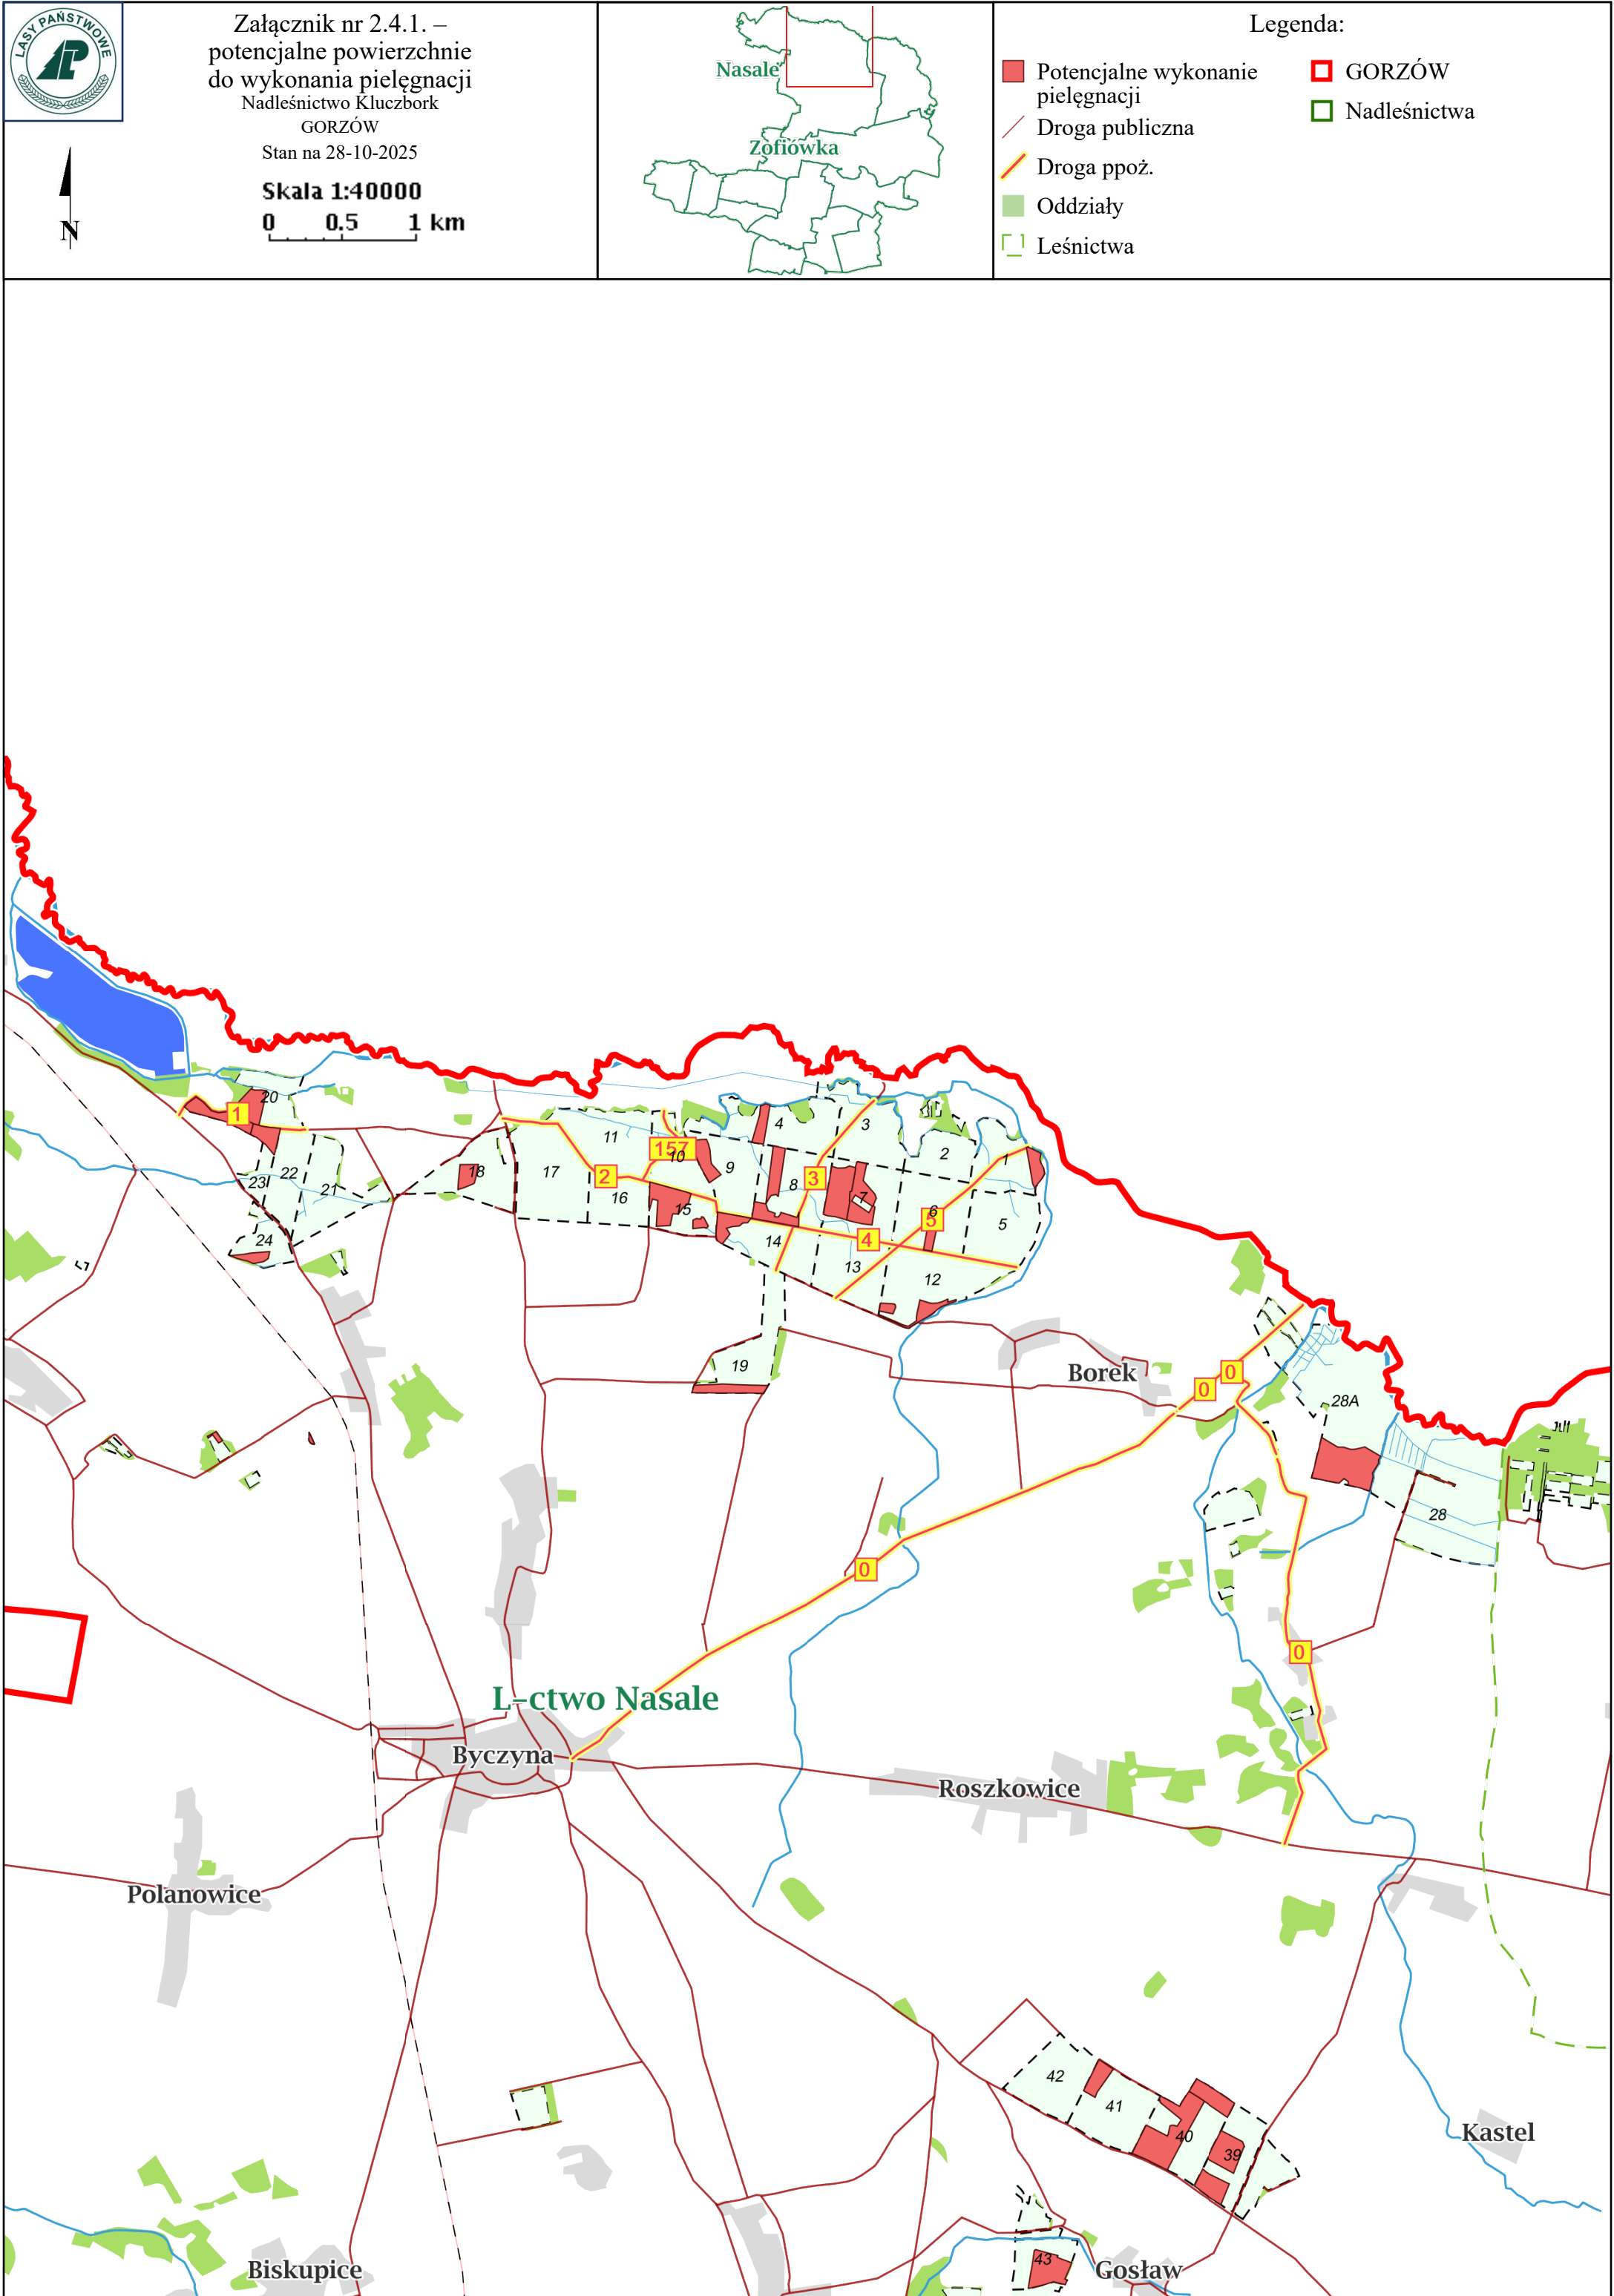 LASY PAŃSTWOWE
Załącznik nr 2.4.1. –
potencjalne powierzchnie
do wykonania pielęgnacji
Nadleśnictwo Kluczbork
GORZÓW
Stan na 28-10-2025
Skala 1:40000
0 0.5 1 km
N
Nasale
Zofiówka
Legenda:
Potencjalne wykonanie
pielęgnacji
Droga publiczna
Droga ppoż.
Oddziały
Leśnictwa
GORZÓW
Nadleśnictwa
20
1
4
3
11
2
157
10
9
1
18
17
2
22
23
21
16
8
3
7
15
6
5
5
24
14
4
13
12
19
Borek
0
0
28A
28
0
0
L-ctwo Nasale
Byczyna
Roszkowice
Polanowice
42
41
40
39
Kastel
43
Biskupice
Gosław